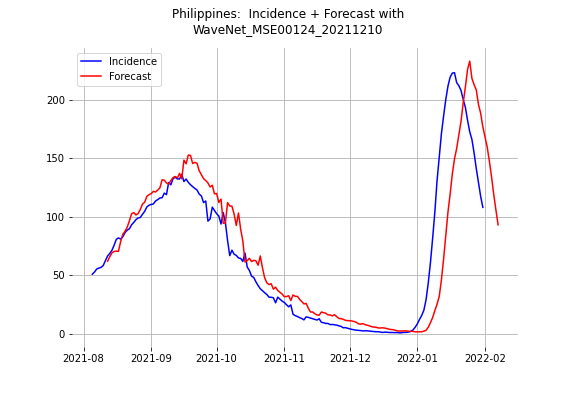 Philippines:  Incidence + Forecast with
WaveNet_MSE00124_20211210
Incidence
Forecast
200
150
100
50
0
2021-08 2021-09 2021-10 2021-11 2021-12 2022-01 2022-02